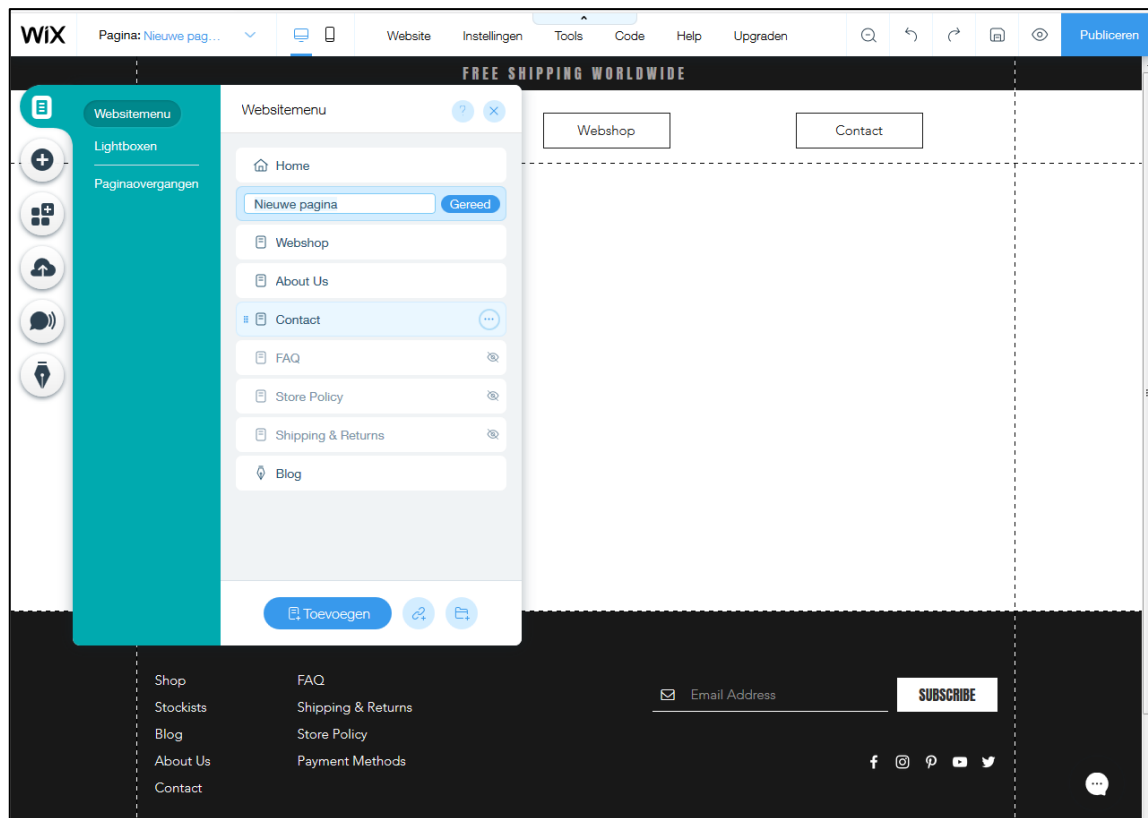 WiX Pagina: Nieuwe pag... Website Instellingen Tools Code Help Upgraden Publiceren
FREE SHIPPING WORLDWIDE
Websitemenu
Lightboxen
Paginaovergangen
Websitemenu ?
Home
Nieuwe pagina Gereed
Webshop
About Us
Contact
FAQ
Store Policy
Shipping & Returns
Blog
Toevoegen
Webshop Contact
Shop FAQ
Stockists Shipping & Returns
Blog Store Policy
About Us Payment Methods
Contact
Email Address SUBSCRIBE